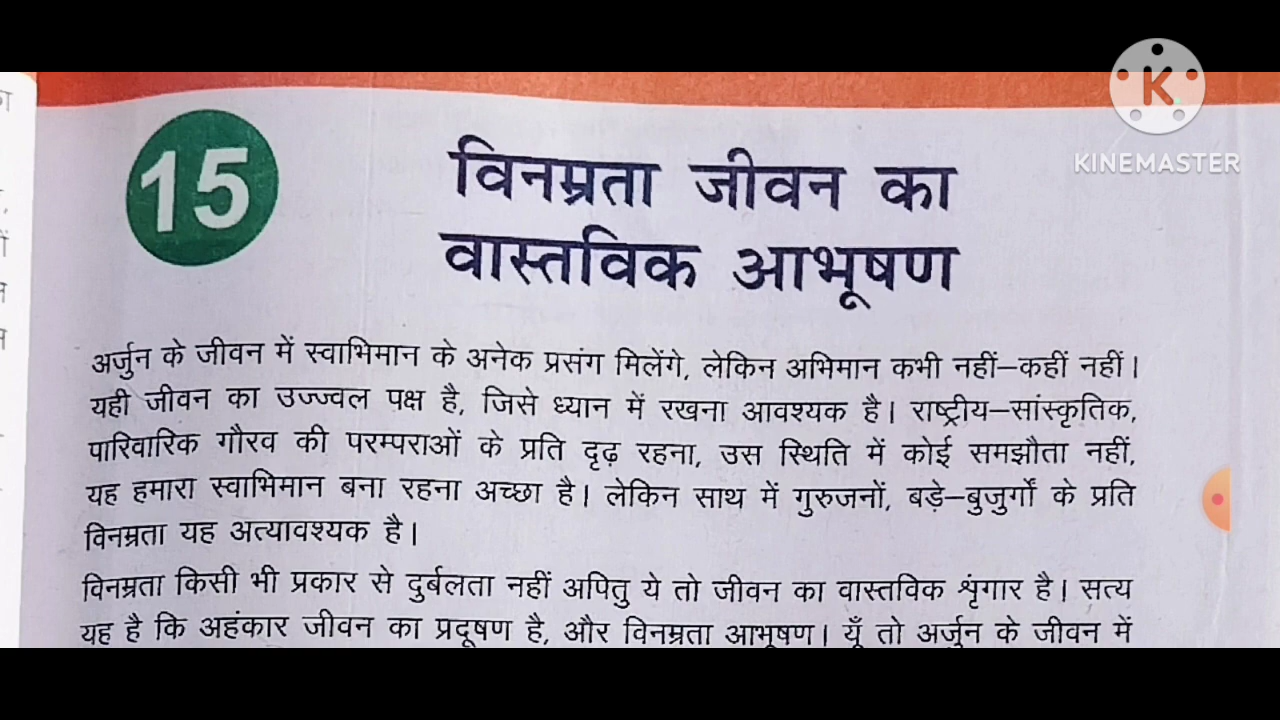 KINEMASTER
15
विनम्रता जीवन का
वास्तविक आभूषण
अर्जुन के जीवन में स्वाभिमान के अनेक प्रसंग मिलेंगे, लेकिन अभिमान कभी नहीं–कहीं नहीं।
यही जीवन का उज्ज्वल पक्ष है, जिसे ध्यान में रखना आवश्यक है। राष्ट्रीय–सांस्कृतिक,
पारिवारिक गौरव की परम्पराओं के प्रति दृढ़ रहना, उस स्थिति में कोई समझौता नहीं,
यह हमारा स्वाभिमान बना रहना अच्छा है। लेकिन साथ में गुरुजनों, बड़े–बुजुर्गों के प्रति
विनम्रता यह अत्यावश्यक है।
विनम्रता किसी भी प्रकार से दुर्बलता नहीं अपितु ये तो जीवन का वास्तविक श्रृंगार है। सत्य
यह है कि अहंकार जीवन का प्रदूषण है, और विनम्रता आभूषण। यूँ तो अर्जुन के जीवन में